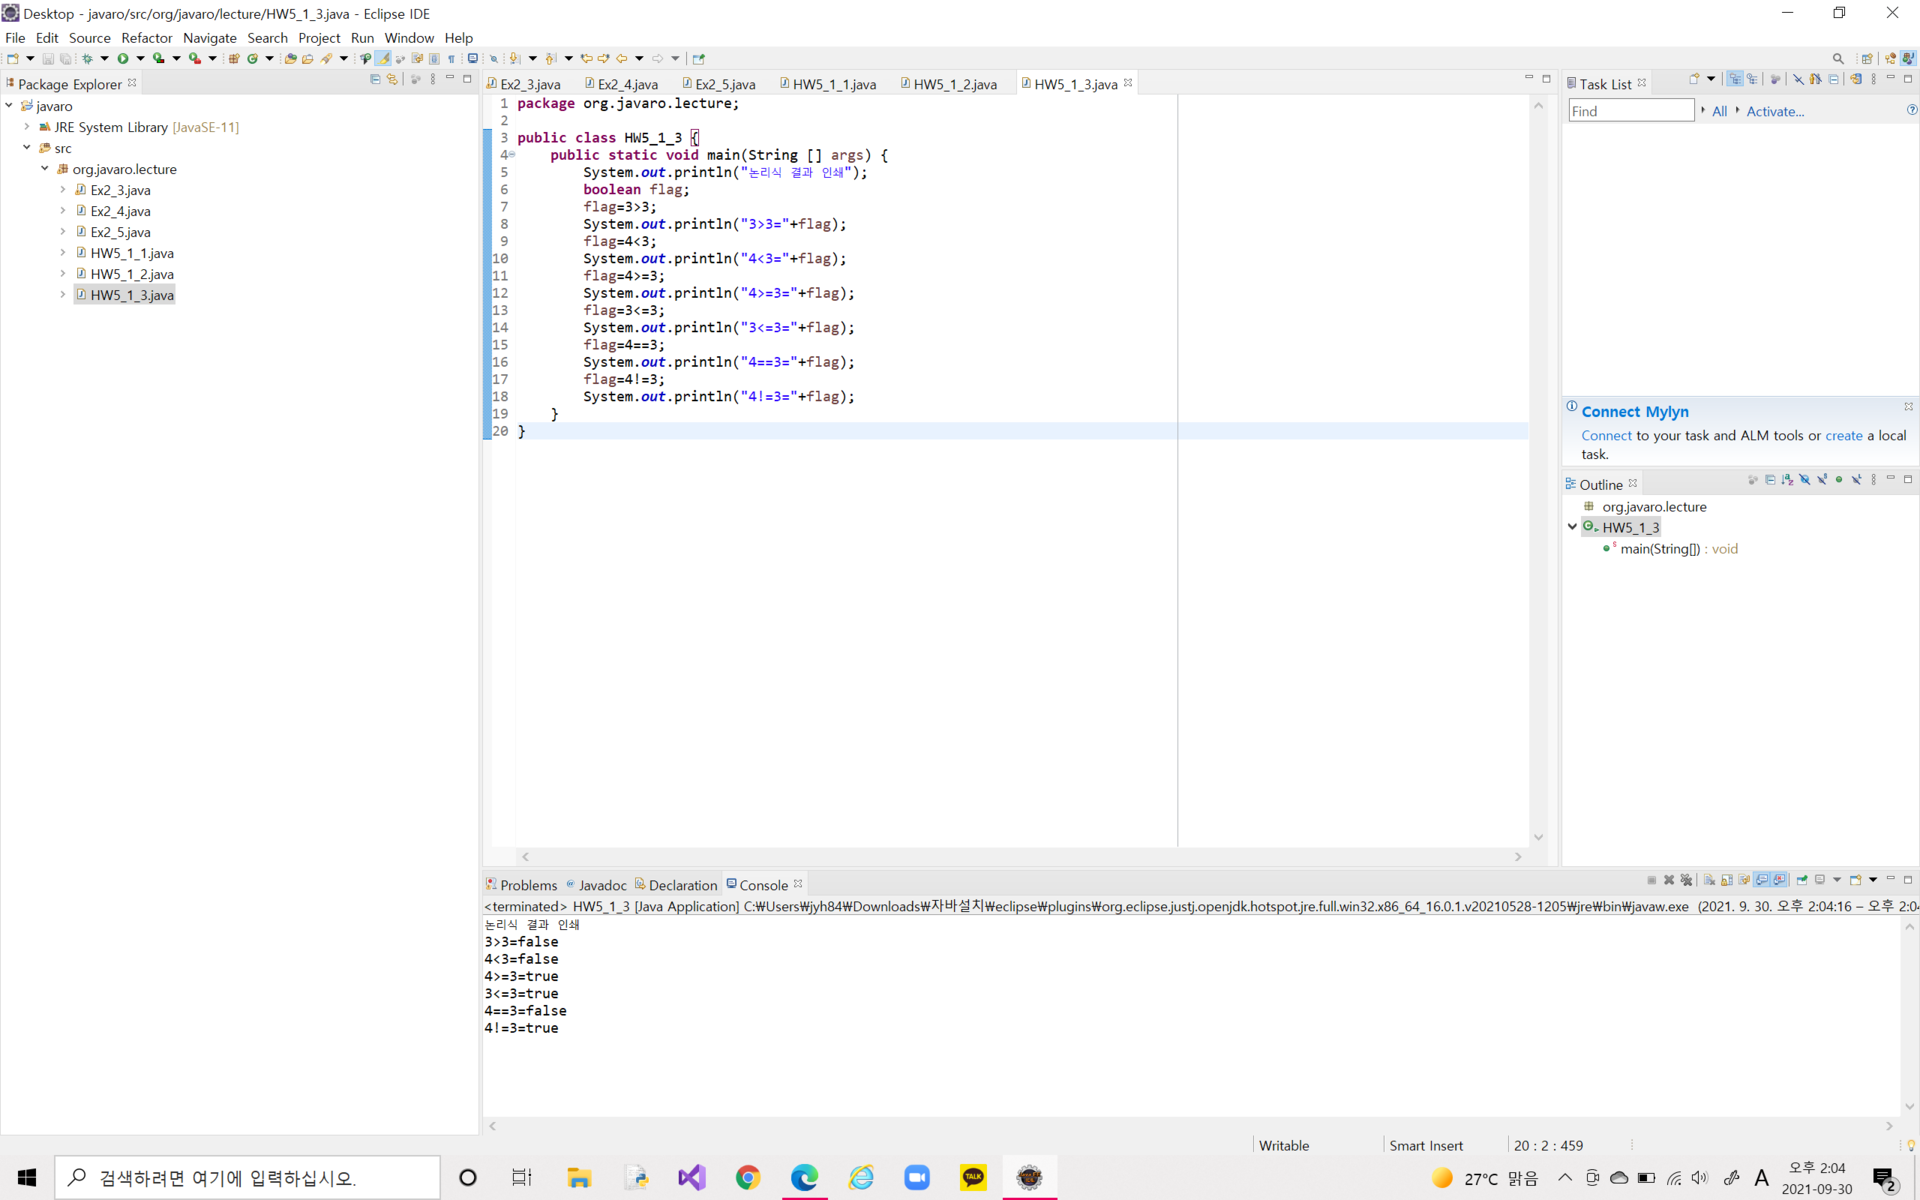 Desktop - javaro/src/org/javaro/lecture/HW5_1_3.java - Eclipse IDE
File Edit Source Refactor Navigate Search Project Run Window Help
Package Explorer
javaro
JRE System Library [JavaSE-11]
src
org.javaro.lecture
Ex2_3.java
Ex2_4.java
Ex2_5.java
HW5_1_1.java
HW5_1_2.java
HW5_1_3.java
Ex2_3.java Ex2_4.java Ex2_5.java HW5_1_1.java HW5_1_2.java HW5_1_3.java
1 package org.javaro.lecture;
2
3 public class HW5_1_3 {
4 public static void main(String [] args) {
5 System.out.println("논리식 결과 인쇄");
6 boolean flag;
7 flag=3>3;
8 System.out.println("3>3="+flag);
9 flag=4<3;
10 System.out.println("4<3="+flag);
11 flag=4>=3;
12 System.out.println("4>=3="+flag);
13 flag=3<=3;
14 System.out.println("3<=3="+flag);
15 flag=4==3;
16 System.out.println("4==3="+flag);
17 flag=4!=3;
18 System.out.println("4!=3="+flag);
19 }
20 }
Task List
Find All Activate...
Connect Mylyn
Connect to your task and ALM tools or create a local
task.
Outline
org.javaro.lecture
HW5_1_3
main(String[]) : void
Problems Javadoc Declaration Console
<terminated> HW5_1_3 [Java Application] C:₩Users₩jyh84₩Downloads₩자바설치₩eclipse₩plugins₩org.eclipse.justj.openjdk.hotspot.jre.full.win32.x86_64_16.0.1.v20210528-1205₩jre₩bin₩javaw.exe (2021. 9. 30. 오후 2:04:16 – 오후 2:04
논리식 결과 인쇄
3>3=false
4<3=false
4>=3=true
3<=3=true
4==3=false
4!=3=true
Writable Smart Insert 20 : 2 : 459
검색하려면 여기에 입력하십시오.
TALK
27°C 맑음
A
오후 2:04
2021-09-30
2